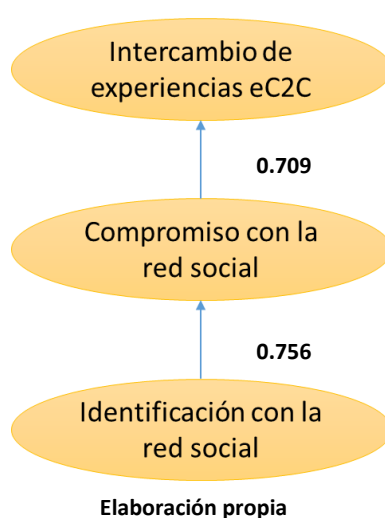 Intercambio de
experiencias eC2C
0.709
Compromiso con la
red social
0.756
Identificación con la
red social
Elaboración propia